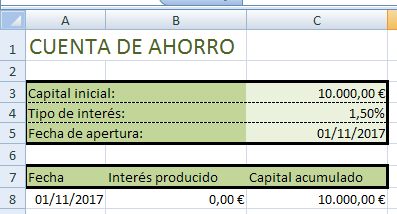 A B C
1 CUENTA DE AHORRO
2
3 Capital inicial: 10.000,00 €
4 Tipo de interés: 1,50%
5 Fecha de apertura: 01/11/2017
6
7 Fecha Interés producido Capital acumulado
8 01/11/2017 0,00 € 10.000,00 €